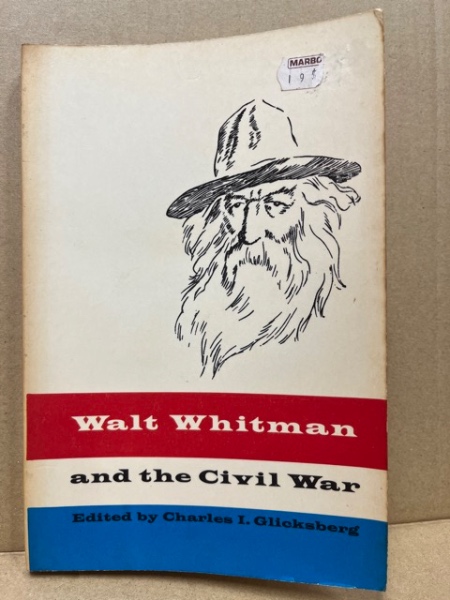 MARBO
Walt Whitman
and the Civil War
Edited by Charles I. Glicksberg